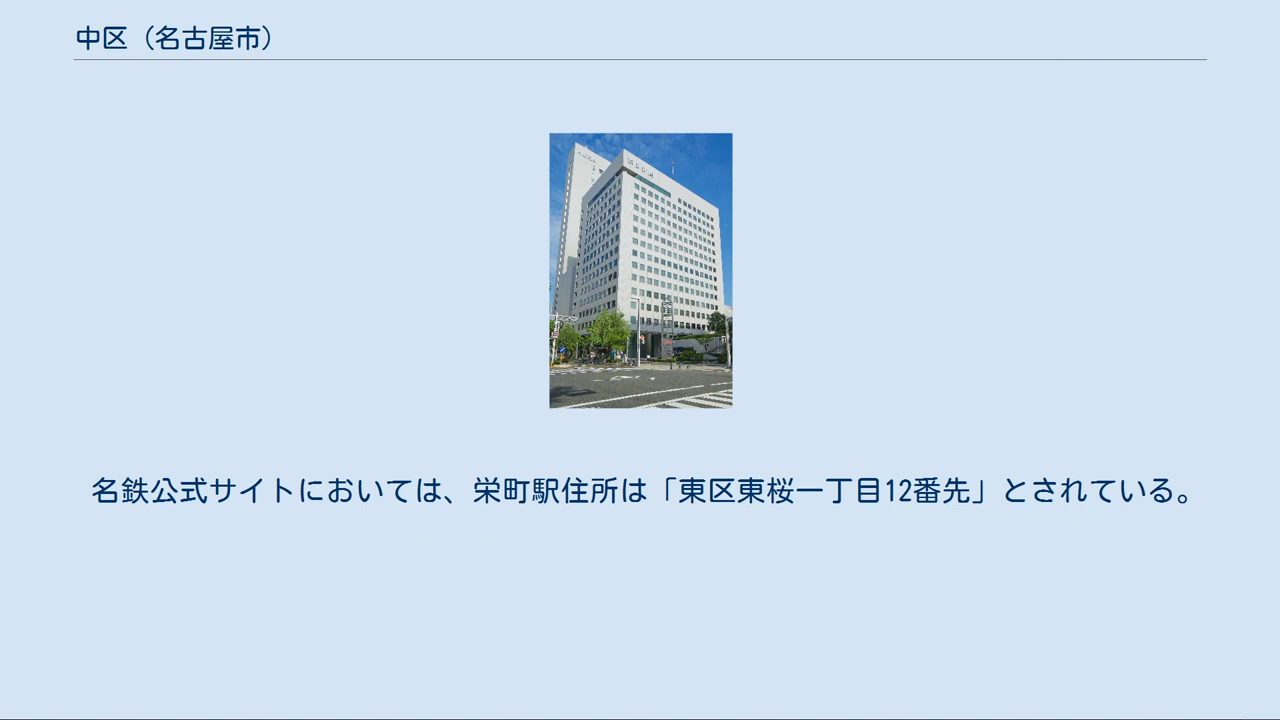 中区（名古屋市）
名鉄公式サイトにおいては、栄町駅住所は「東区東桜一丁目12番先」とされている。